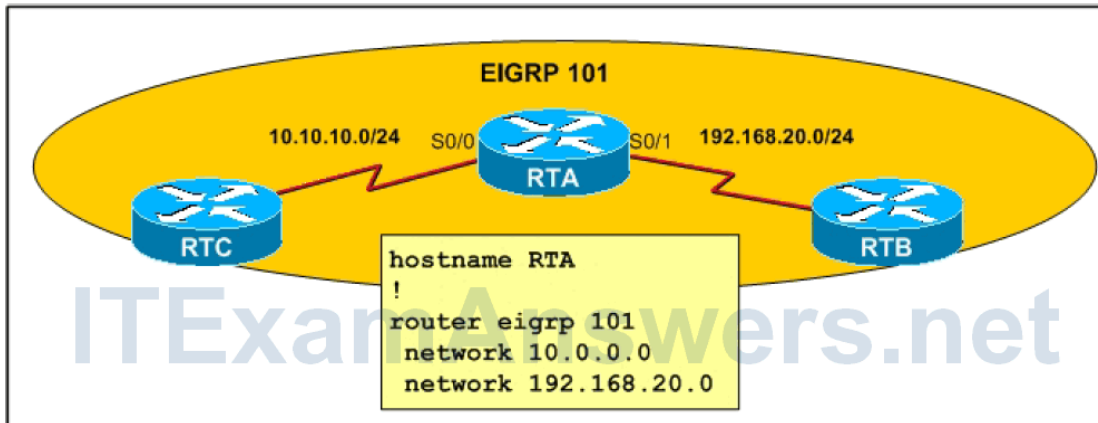 EIGRP 101
10.10.10.0/24 S0/0 S0/1 192.168.20.0/24
RTA
RTC
RTB
hostname RTA
!
router eigrp 101
network 10.0.0.0
network 192.168.20.0
ITExamAnswers.net